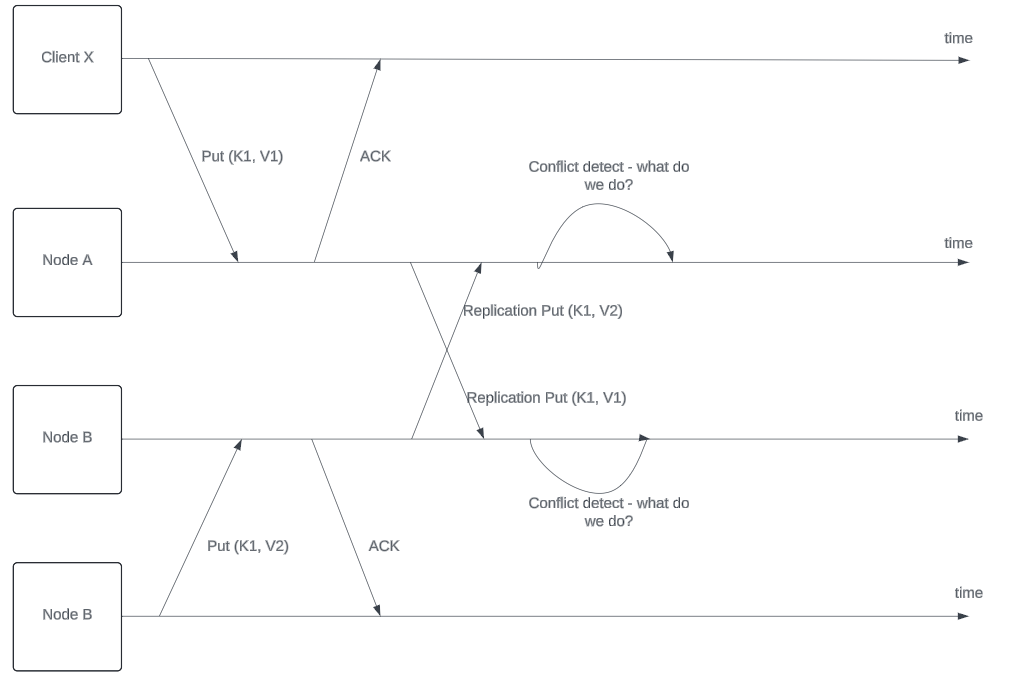 Client X
time
Put (K1, V1)
ACK
Conflict detect - what do
we do?
Node A
time
Replication Put (K1, V2)
Replication Put (K1, V1)
Node B
time
Conflict detect - what do
we do?
Put (K1, V2)
ACK
Node B
time